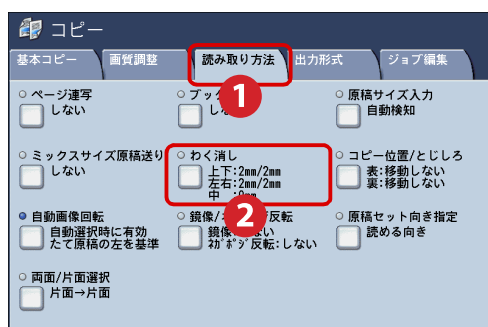 コピー
基本コピー 画質調整 読み取り方法 出力形式 ジョブ編集
1
ページ連写
しない
ブック
し
原稿サイズ入力
自動検知
ミックスサイズ原稿送り
しない
わく消し
上下:2mm/2mm
左右:2mm/2mm
中
コピー位置/とじしろ
表:移動しない
裏:移動しない
2
自動画像回転
自動選択時に有効
たて原稿の左を基準
鏡像/ 反転
鏡像 ない
ネガポジ反転:しない
原稿セット向き指定
読める向き
両面/片面選択
片面→片面